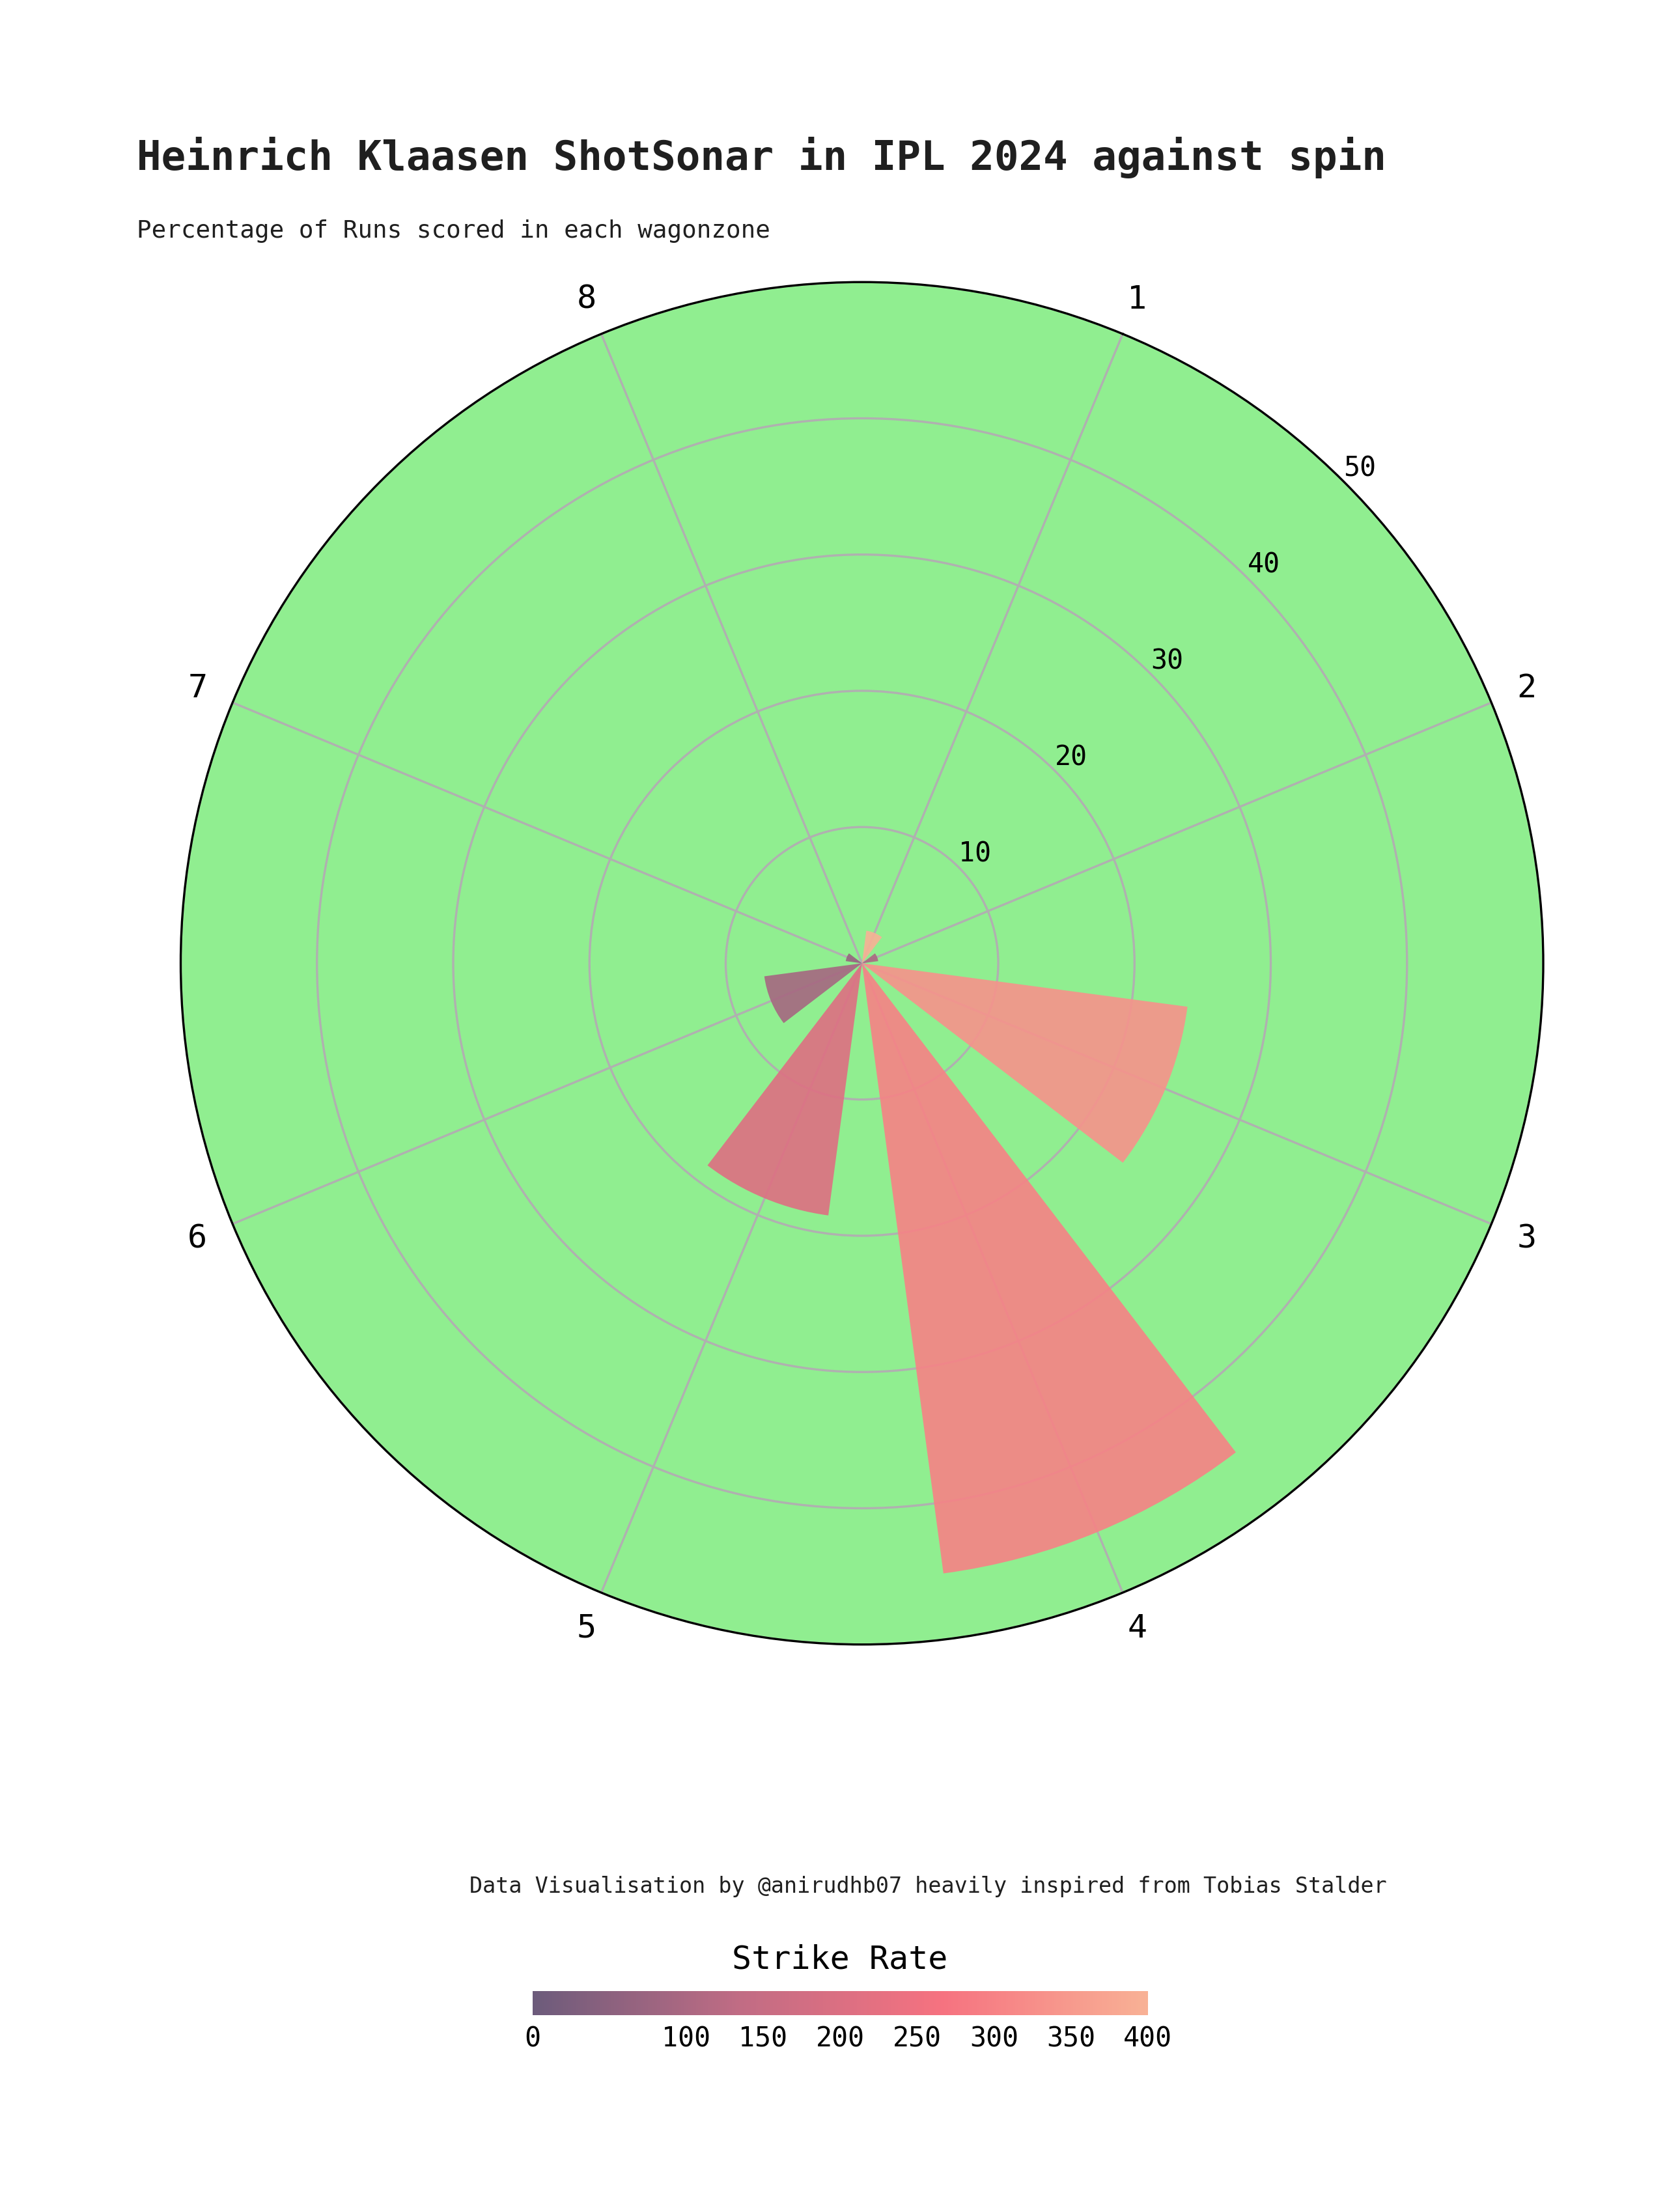 Heinrich Klaasen ShotSonar in IPL 2024 against spin
Percentage of Runs scored in each wagonzone
8
1
50
40
30
7
2
20
10
6
3
5
4
Data Visualisation by @anirudhb07 heavily inspired from Tobias Stalder
Strike Rate
0 100 150 200 250 300 350 400